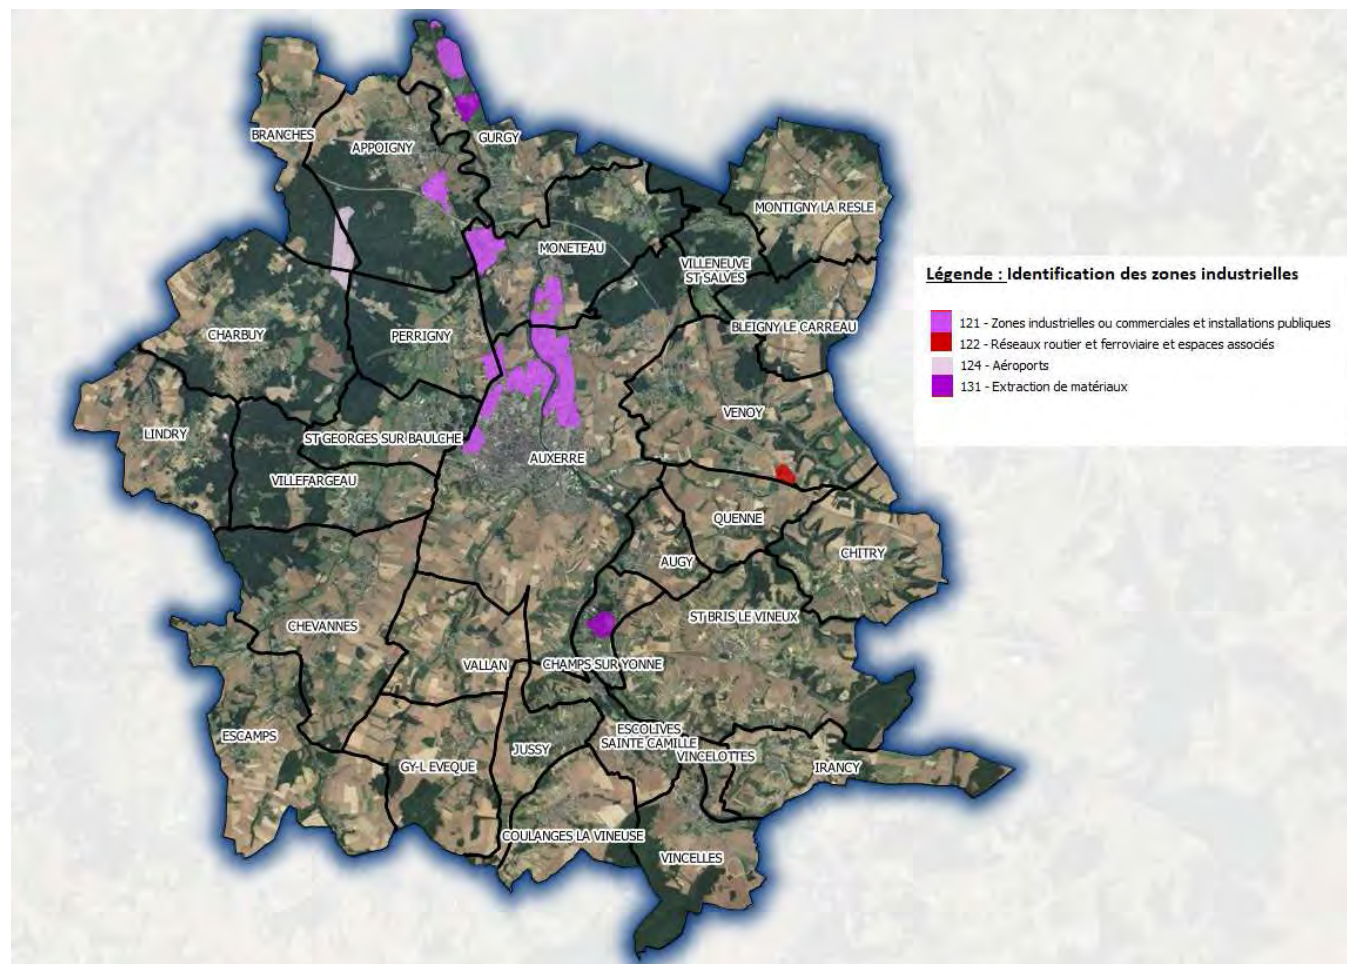 BRANCHES
APPOIGNY
GURGY
MONTIGNY LA RESLE
MONETEAU
VILLENEUVE
ST SALVES
Légende : Identification des zones industrielles
121 - Zones industrielles ou commerciales et installations publiques
122 - Réseaux routier et ferroviaire et espaces associés
124 - Aéroports
131 - Extraction de matériaux
CHARBUY
PERRIGNY
BLEIGNY LE CARREAU
VENOY
LINDRY
ST GEORGES SUR BAULCHE
AUXERRE
VILLEFARGEAU
QUENNE
CHITRY
AUGY
ST BRIS LE VINEUX
CHEVANNES
VALLAN
CHAMPS SUR YONNE
ESCAMPS
ESCOLIVES
SAINTE CAMILLE
JUSSY
VINCELOTTES
GY-L EVEQUE
IRANCY
COULANGES LA VINEUSE
VINCELLES